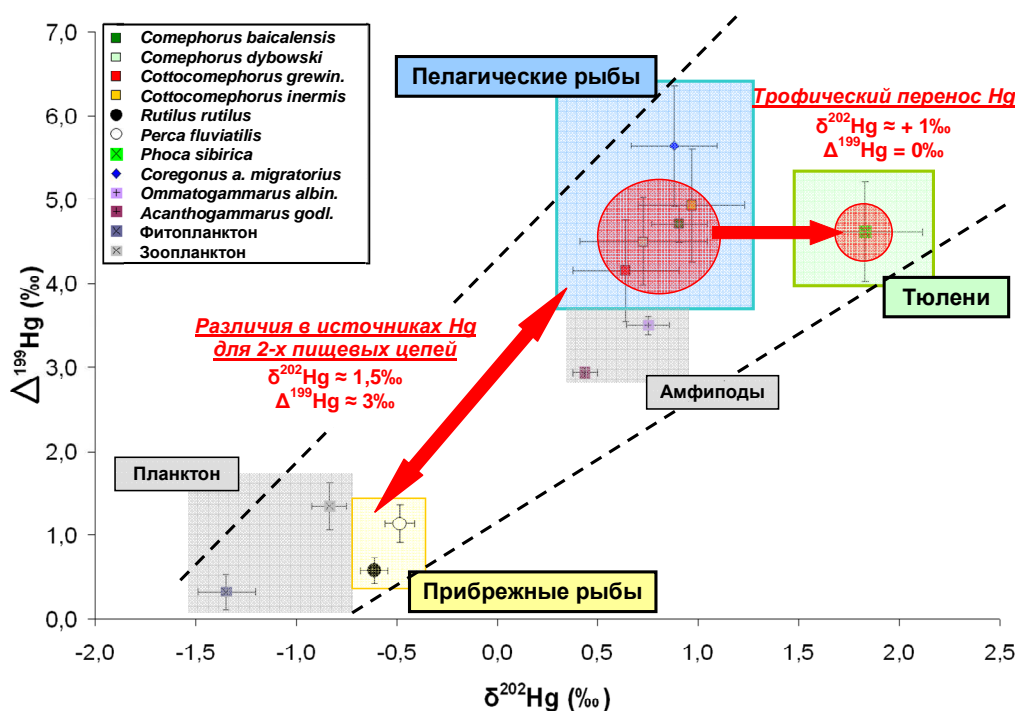 7,0
6,0
5,0
4,0
3,0
2,0
1,0
0,0
Δ¹⁹⁹Hg (‰)
Comephorus baicalensis
Comephorus dybowski
Cottocomephorus grewin.
Cottocomephorus inermis
Rutilus rutilus
Perca fluviatilis
Phoca sibirica
Coregonus a. migratorius
Ommatogammarus albin.
Acanthogammarus godl.
Фитопланктон
Зоопланктон
Пелагические рыбы
Трофический перенос Hg
δ²⁰²Hg ≈ + 1‰
Δ¹⁹⁹Hg = 0‰
Тюлени
Различия в источниках Hg
для 2-х пищевых цепей
δ²⁰²Hg ≈ 1,5‰
Δ¹⁹⁹Hg ≈ 3‰
Амфиподы
Планктон
Прибрежные рыбы
-2,0 -1,5 -1,0 -0,5 0,0 0,5 1,0 1,5 2,0 2,5
δ²⁰²Hg (‰)